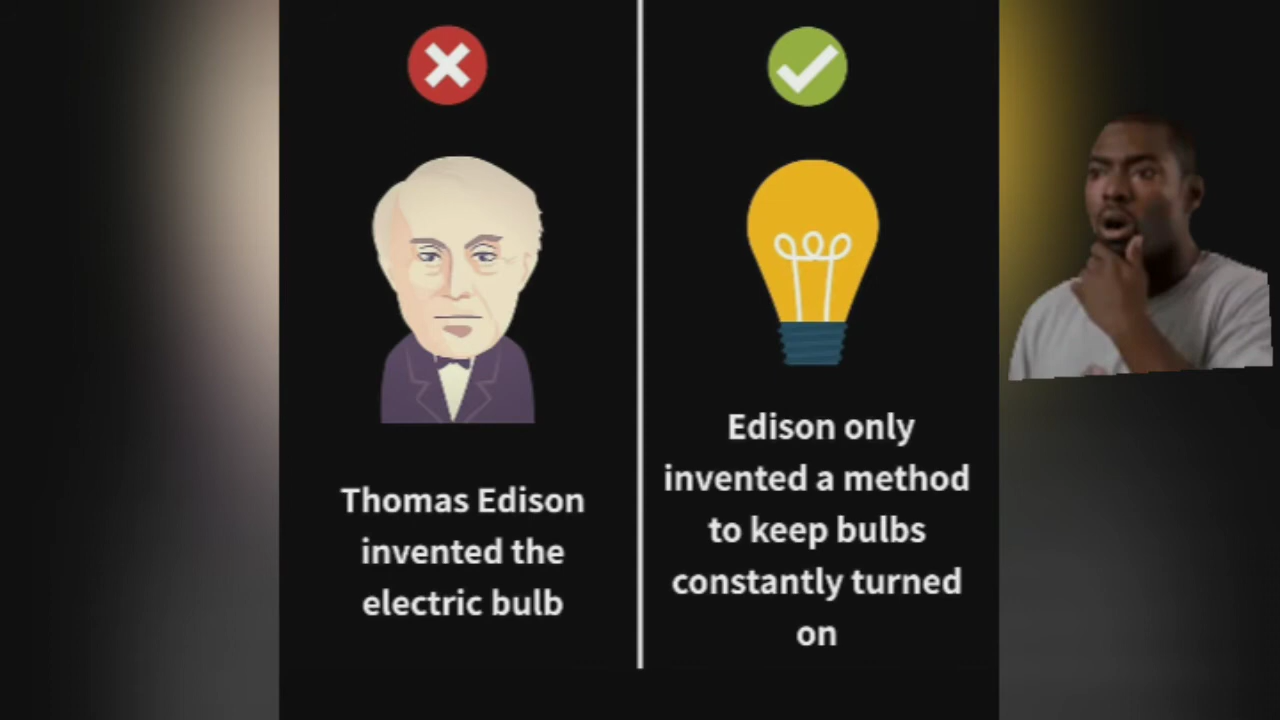 Thomas Edison
invented the
electric bulb
Edison only
invented a method
to keep bulbs
constantly turned
on